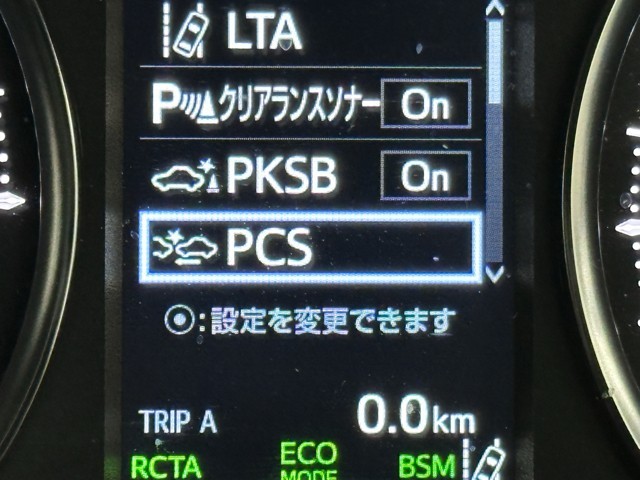 LTA
Pクリアランスソナー On
PKSB On
PCS
:設定を変更できます
TRIP A 0.0km
RCTA ECO MODE BSM